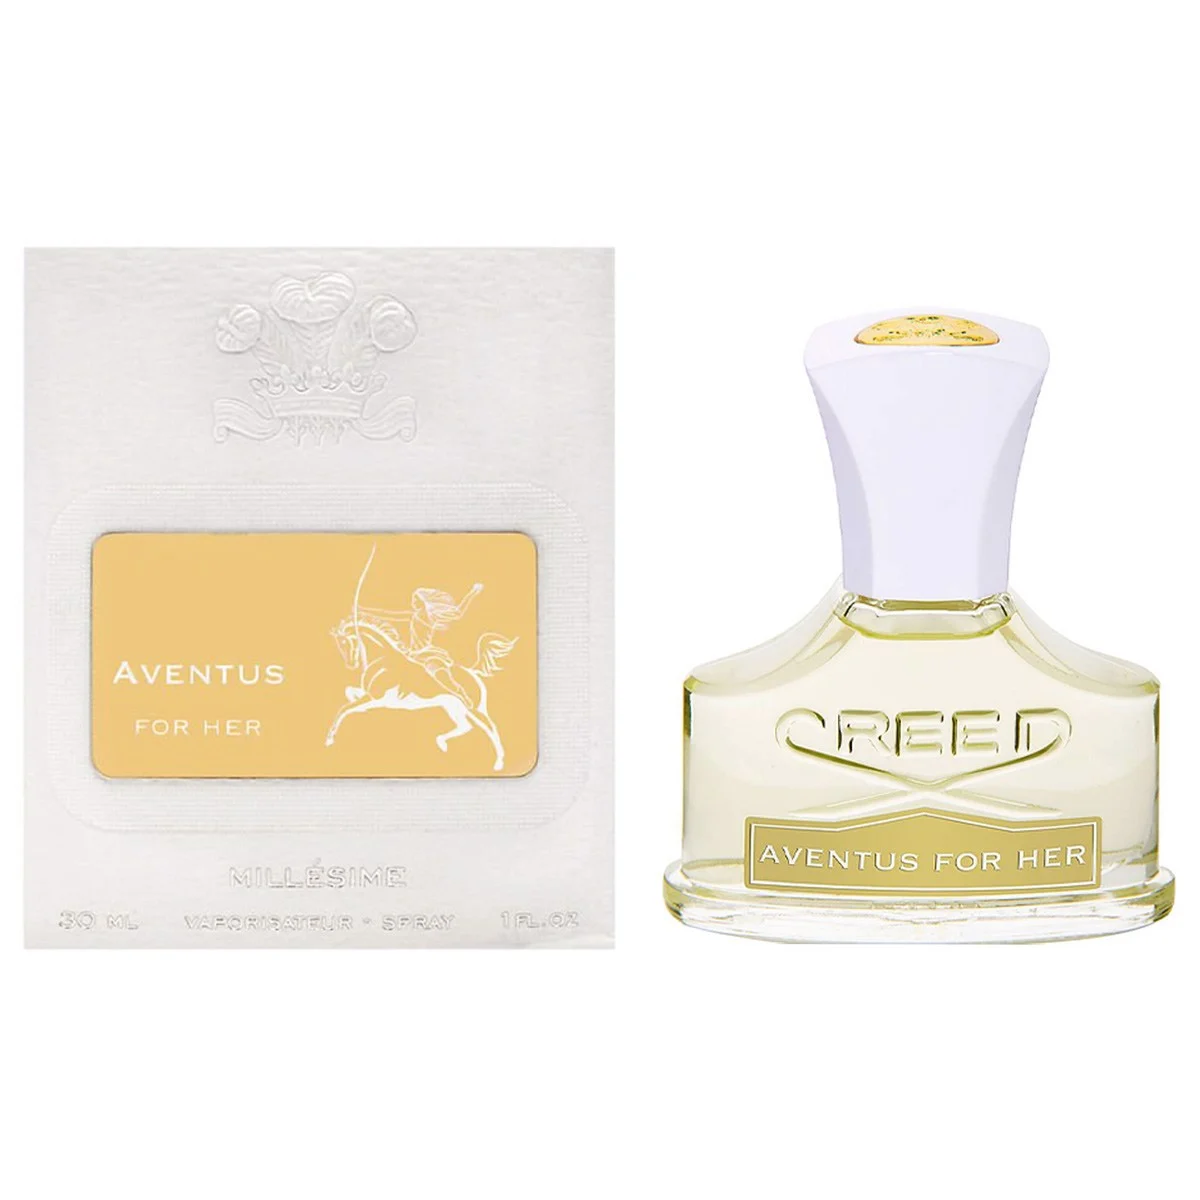 AVENTUS
FOR HER
MILLÉSIME
30 ML VAPORISATEUR - SPRAY 1 FL.OZ
CREED
AVENTUS FOR HER